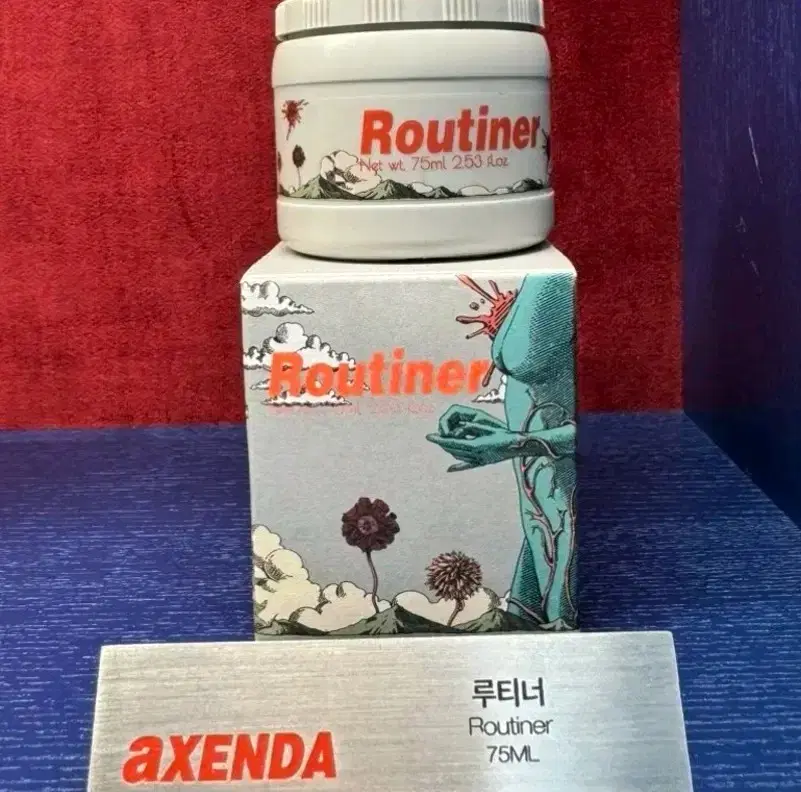 Routiner
Net wt. 75ml 2.53 fl.oz
Routiner
aXENDA
루티너
Routiner
75ML